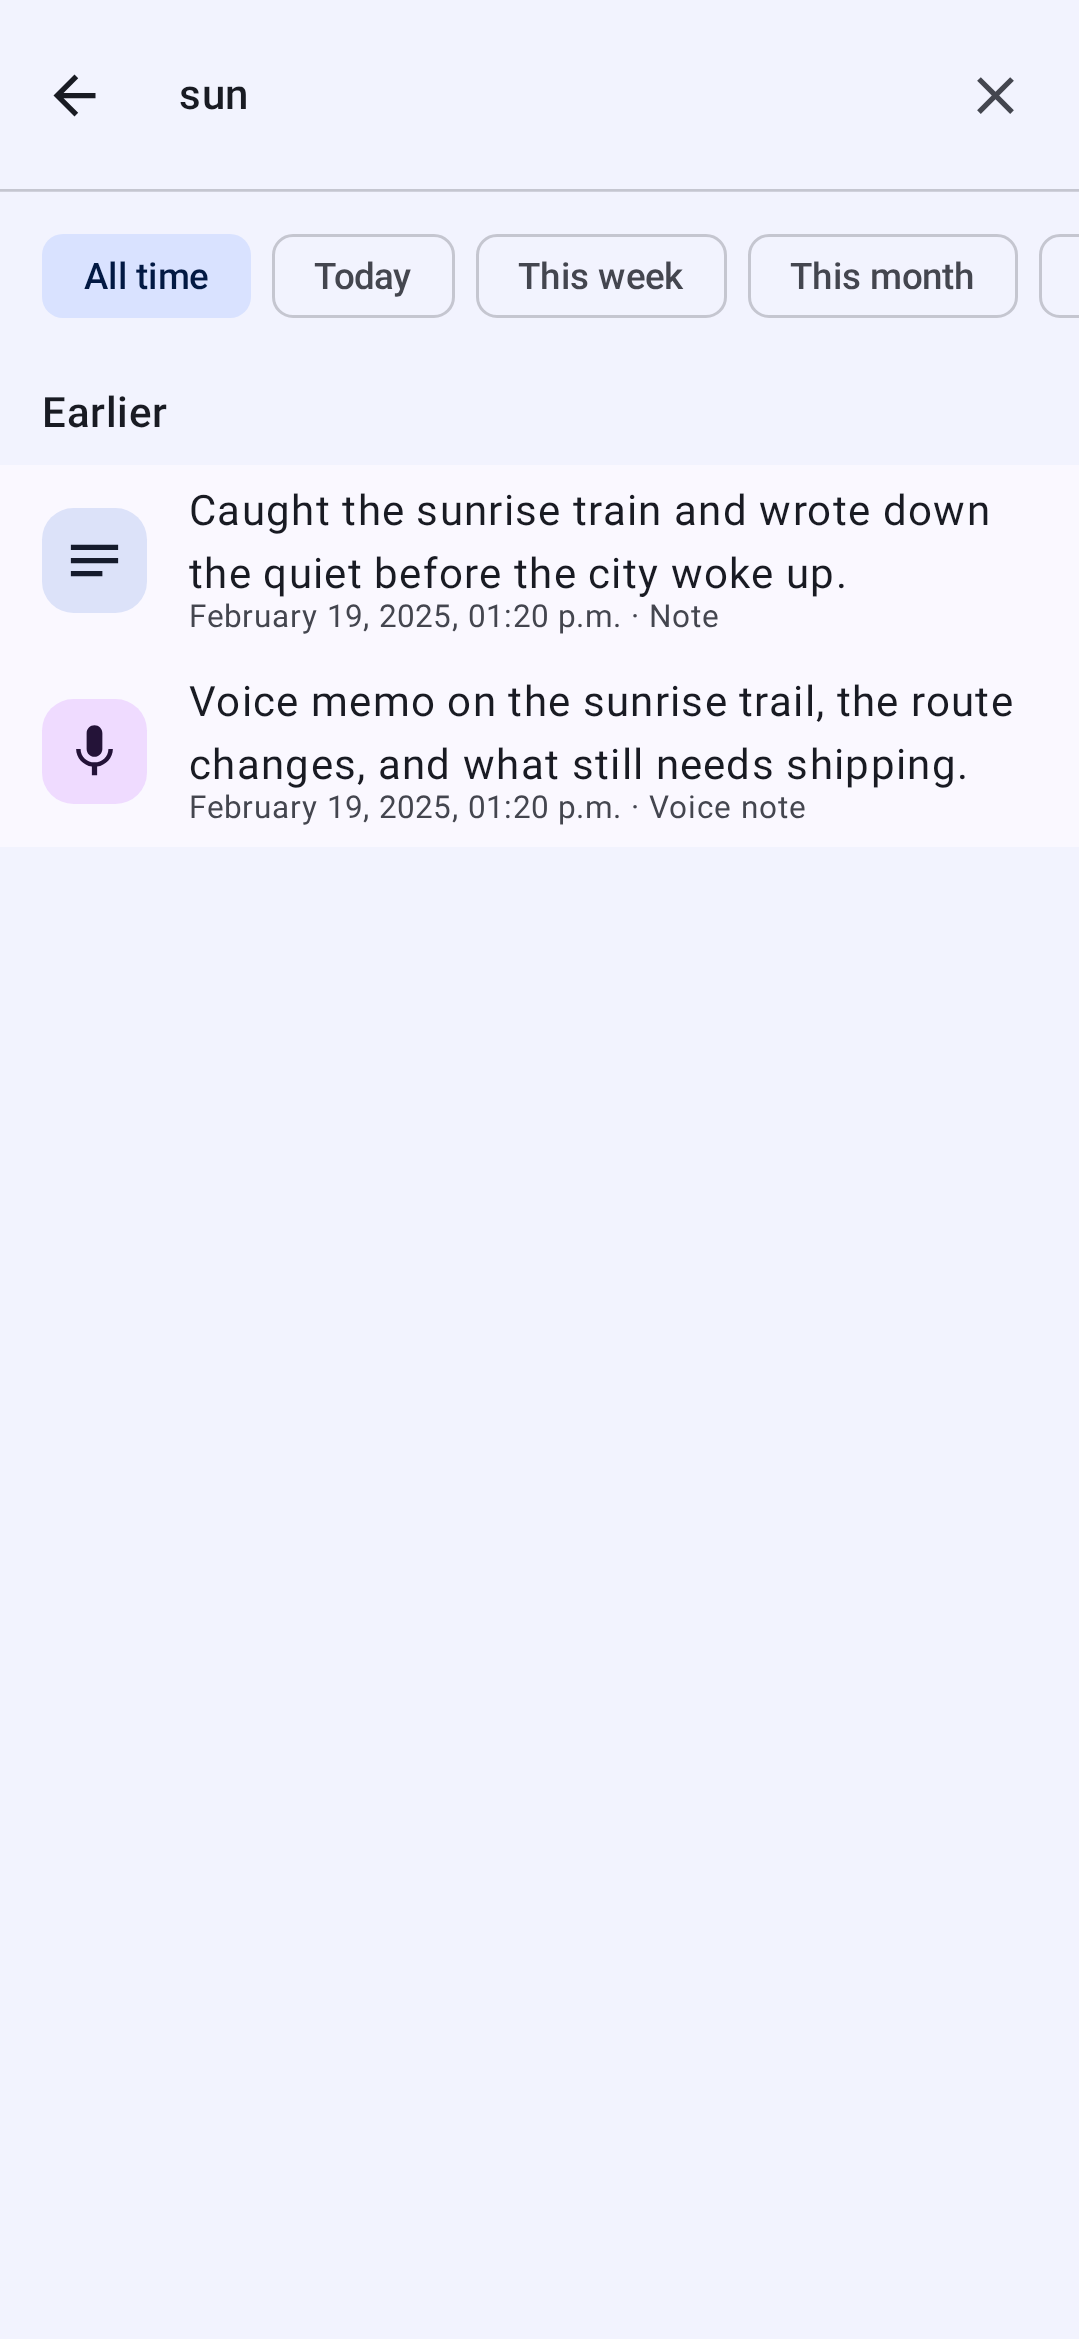 sun
All time
Today
This week
This month
Earlier
Caught the sunrise train and wrote down
the quiet before the city woke up.
February 19, 2025, 01:20 p.m. · Note
Voice memo on the sunrise trail, the route
changes, and what still needs shipping.
February 19, 2025, 01:20 p.m. · Voice note